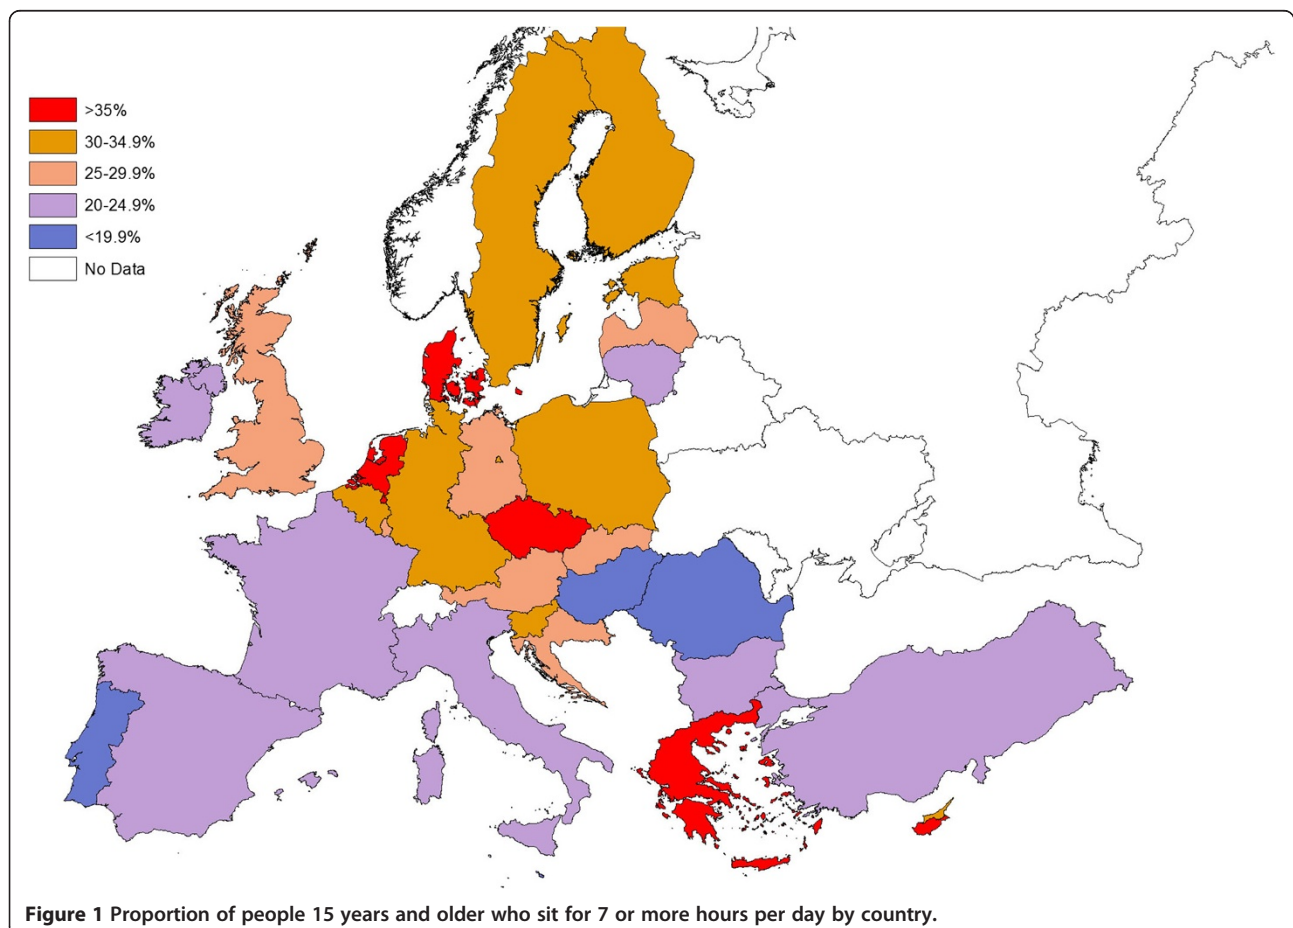 >35%
30-34.9%
25-29.9%
20-24.9%
<19.9%
No Data
Figure 1 Proportion of people 15 years and older who sit for 7 or more hours per day by country.